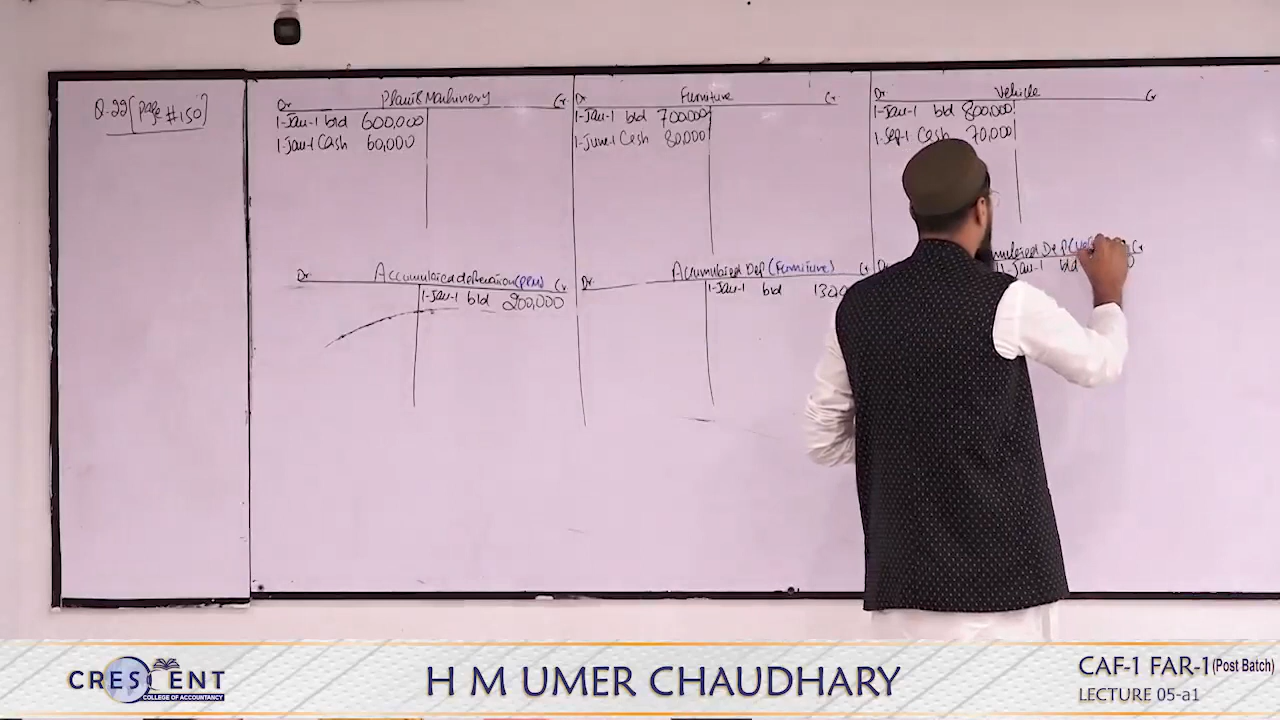 Q-22 [Page #150]
Dr Plant & Machinery Cr
1-Jan-1 b/d 600,000
1-Jan-1 Cash 60,000
Dr Furniture Cr
1-Jan-1 b/d 700,000
1-June-1 Cash 80,000
Dr Vehicle Cr
1-Jan-1 b/d 800,000
1-Sep-1 Cash 70,000
Dr Accumulated depreciation (P&M) Cr
1-Jan-1 b/d 200,000
Dr Accumulated Dep (Furniture) Cr
1-Jan-1 b/d
Dep Cr
1-Jan-1 b/d
CRESCENT
COLLEGE OF ACCOUNTANCY
H M UMER CHAUDHARY
CAF-1 FAR-1 (Post Batch)
LECTURE 05-a1